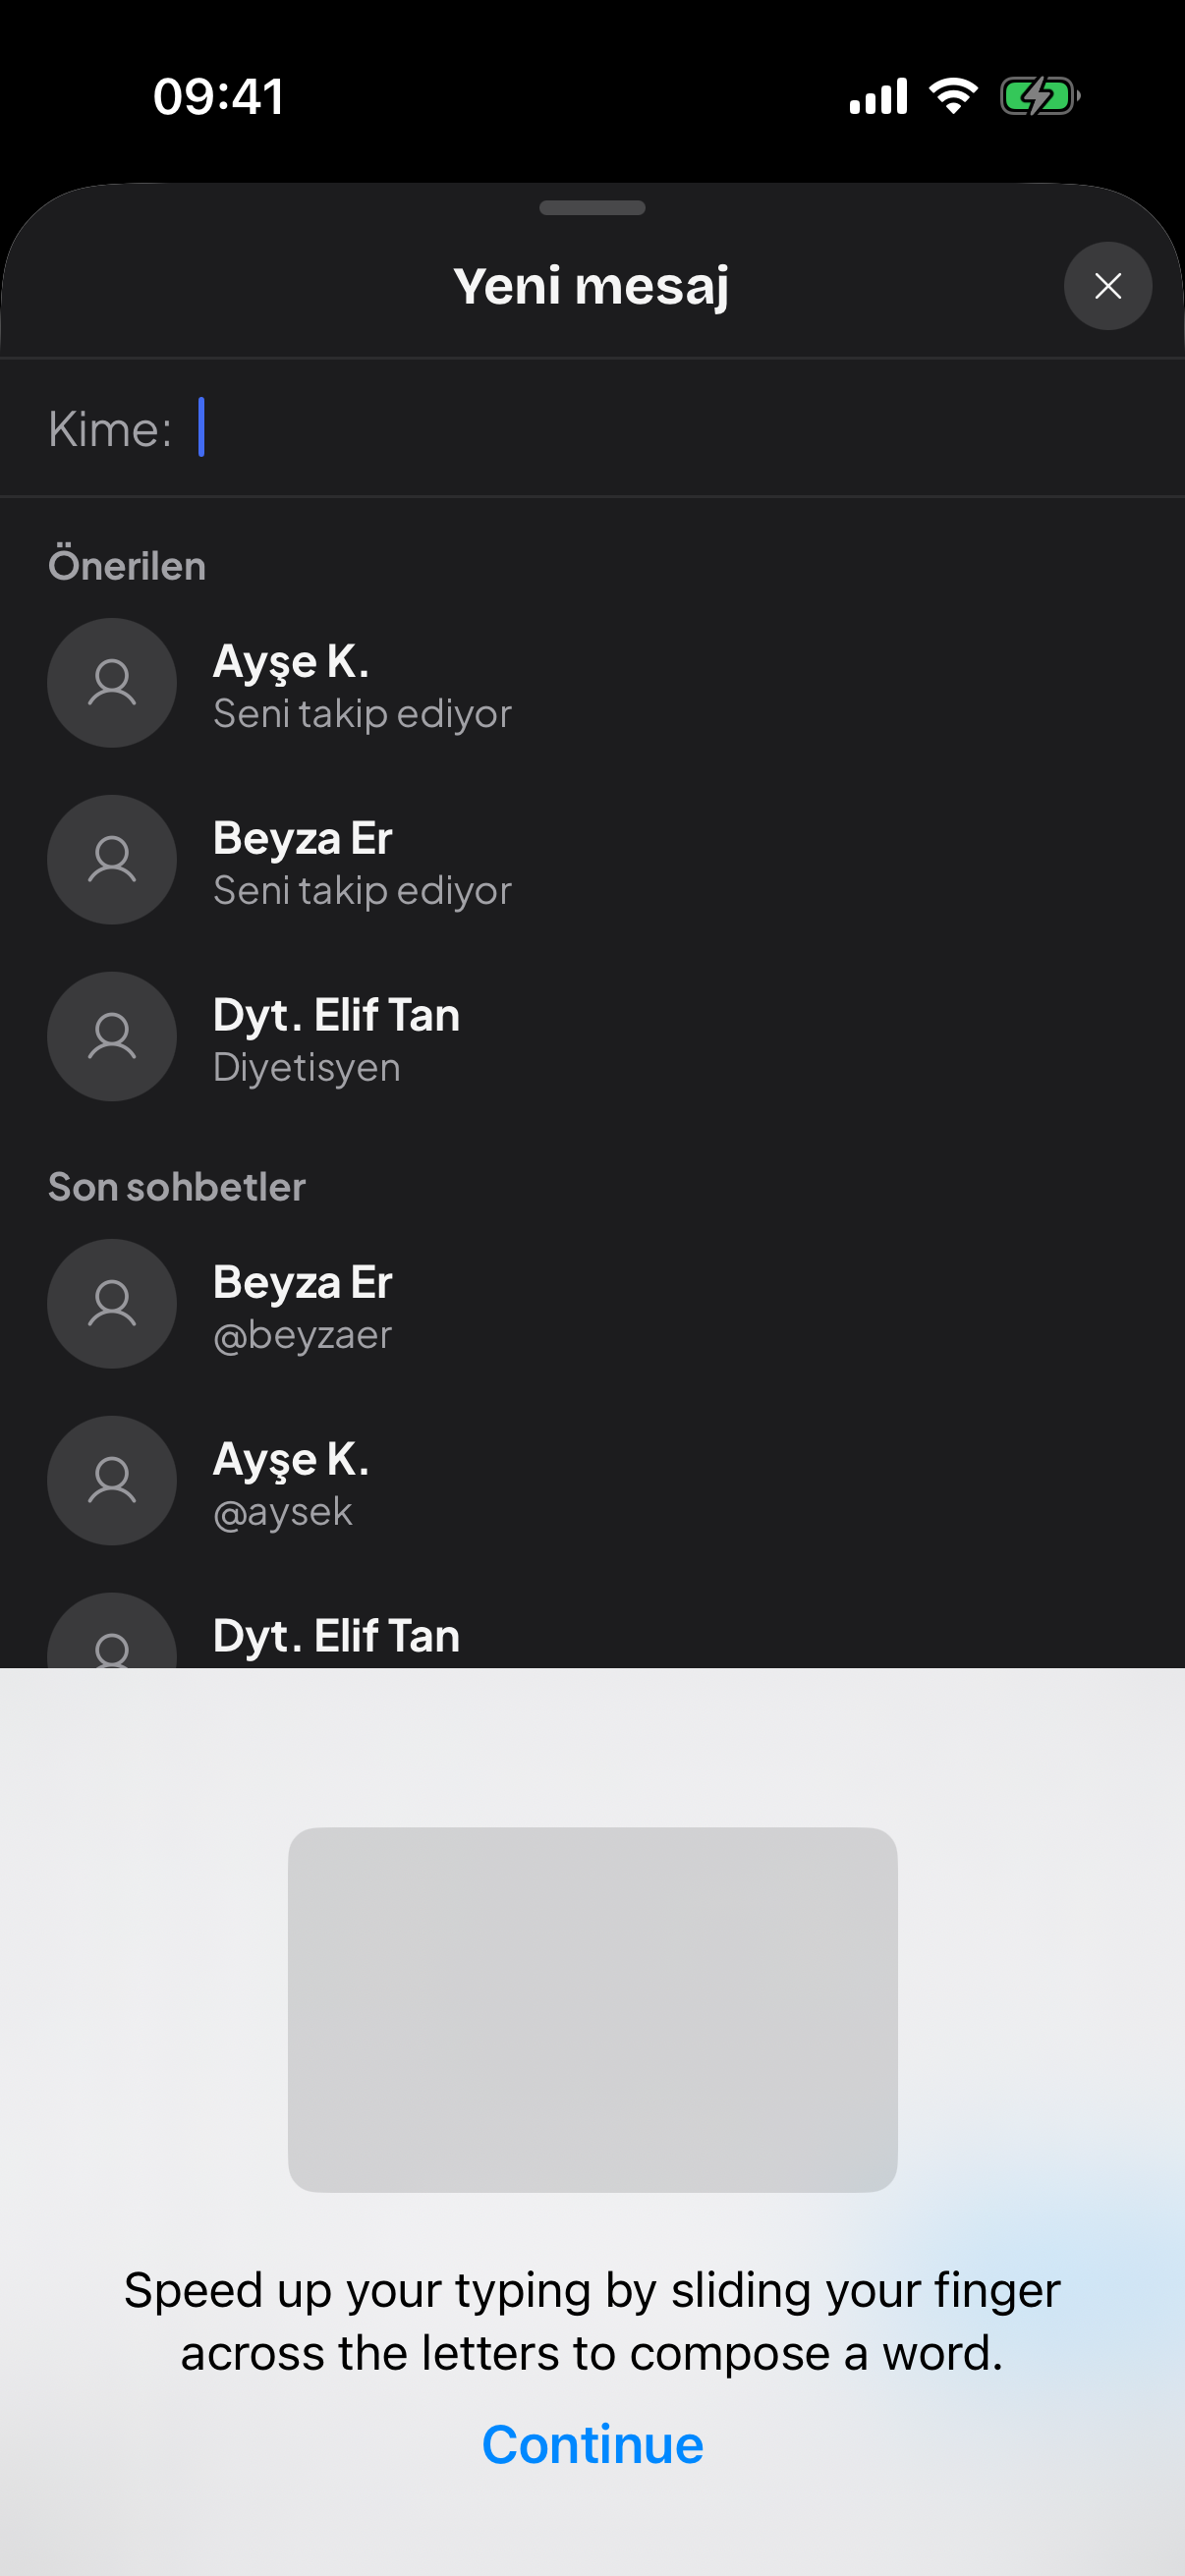 09:41
Yeni mesaj
Kime:
Önerilen
Ayşe K.
Seni takip ediyor
Beyza Er
Seni takip ediyor
Dyt. Elif Tan
Diyetisyen
Son sohbetler
Beyza Er
@beyzaer
Ayşe K.
@aysek
Dyt. Elif Tan
Speed up your typing by sliding your finger
across the letters to compose a word.
Continue